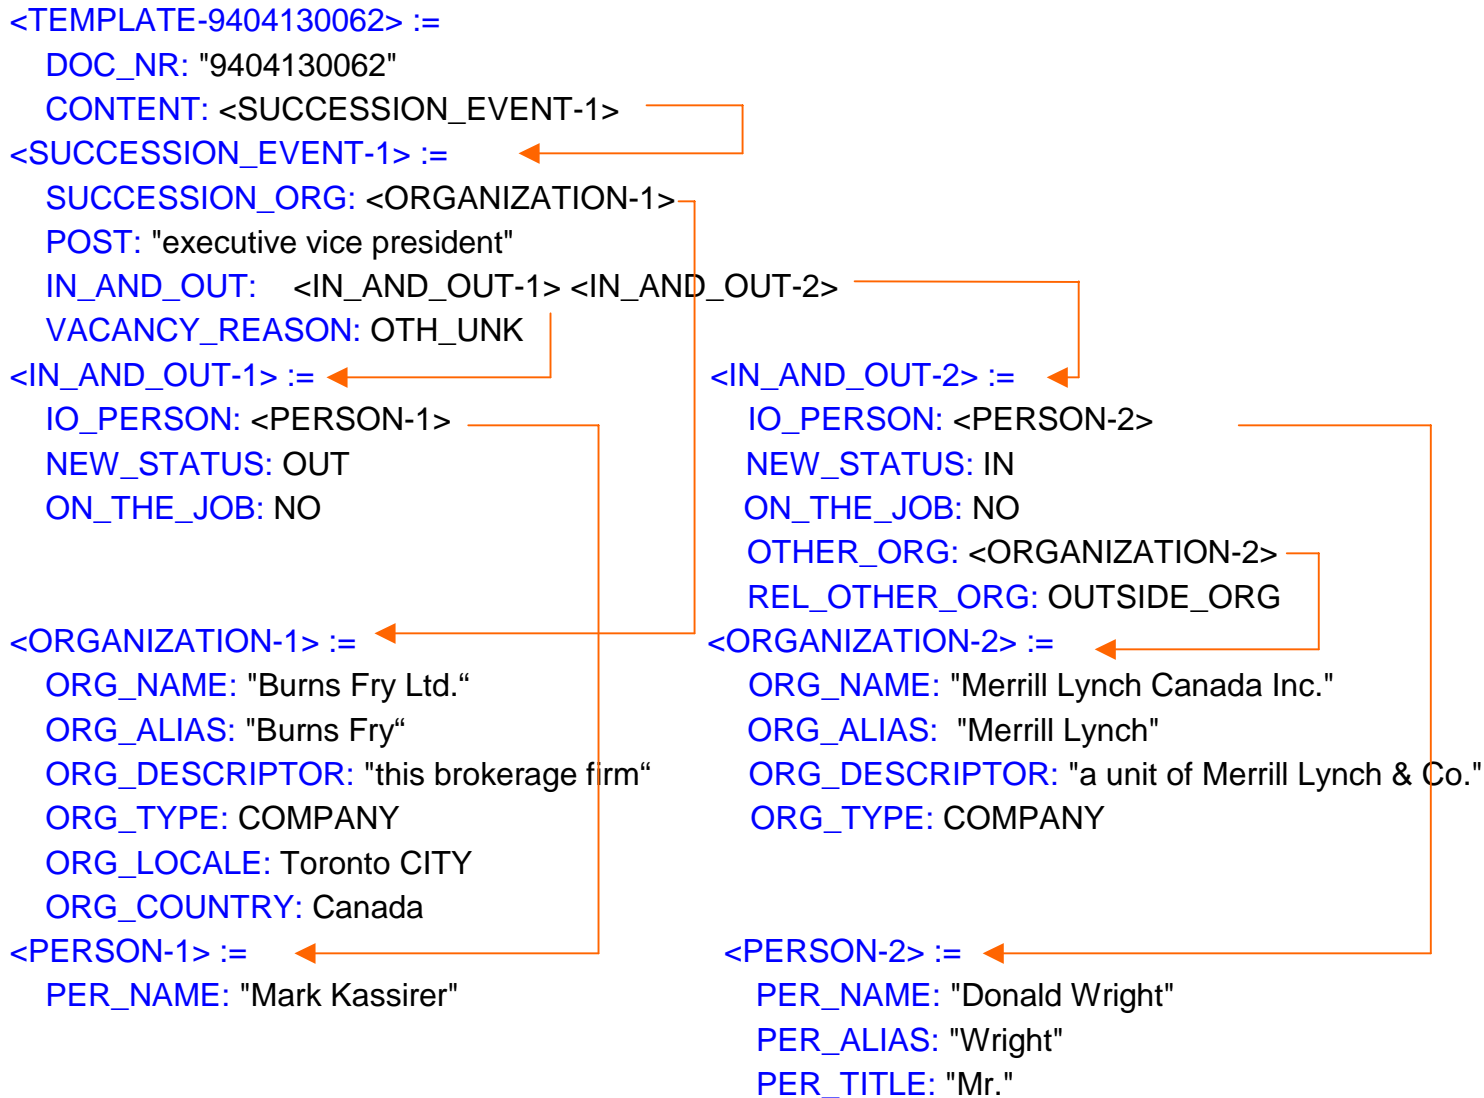 <TEMPLATE-9404130062> :=
DOC_NR: "9404130062"
CONTENT: <SUCCESSION_EVENT-1>
<SUCCESSION_EVENT-1> :=
SUCCESSION_ORG: <ORGANIZATION-1>
POST: "executive vice president"
IN_AND_OUT: <IN_AND_OUT-1> <IN_AND_OUT-2>
VACANCY_REASON: OTH_UNK
<IN_AND_OUT-1> :=
IO_PERSON: <PERSON-1>
NEW_STATUS: OUT
ON_THE_JOB: NO
<IN_AND_OUT-2> :=
IO_PERSON: <PERSON-2>
NEW_STATUS: IN
ON_THE_JOB: NO
OTHER_ORG: <ORGANIZATION-2>
REL_OTHER_ORG: OUTSIDE_ORG
<ORGANIZATION-1> :=
ORG_NAME: "Burns Fry Ltd.“
ORG_ALIAS: "Burns Fry“
ORG_DESCRIPTOR: "this brokerage firm“
ORG_TYPE: COMPANY
ORG_LOCALE: Toronto CITY
ORG_COUNTRY: Canada
<ORGANIZATION-2> :=
ORG_NAME: "Merrill Lynch Canada Inc."
ORG_ALIAS: "Merrill Lynch"
ORG_DESCRIPTOR: "a unit of Merrill Lynch & Co."
ORG_TYPE: COMPANY
<PERSON-1> :=
PER_NAME: "Mark Kassirer"
<PERSON-2> :=
PER_NAME: "Donald Wright"
PER_ALIAS: "Wright"
PER_TITLE: "Mr."